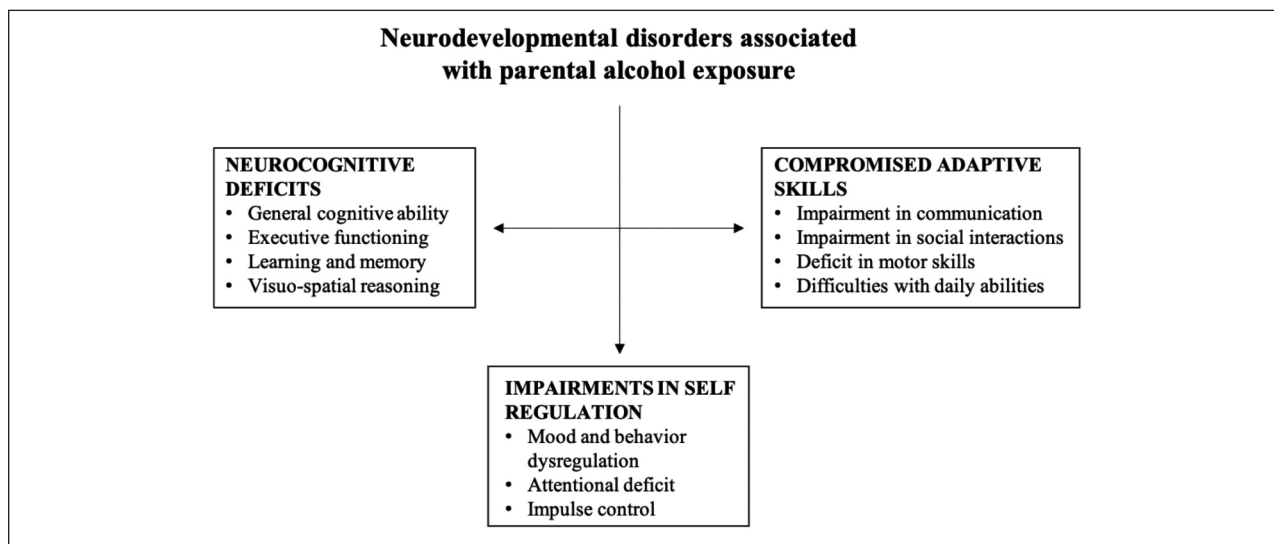 Neurodevelopmental disorders associated
with parental alcohol exposure
NEUROCOGNITIVE
DEFICITS
• General cognitive ability
• Executive functioning
• Learning and memory
• Visuo-spatial reasoning
COMPROMISED ADAPTIVE
SKILLS
• Impairment in communication
• Impairment in social interactions
• Deficit in motor skills
• Difficulties with daily abilities
IMPAIRMENTS IN SELF
REGULATION
• Mood and behavior
dysregulation
• Attentional deficit
• Impulse control